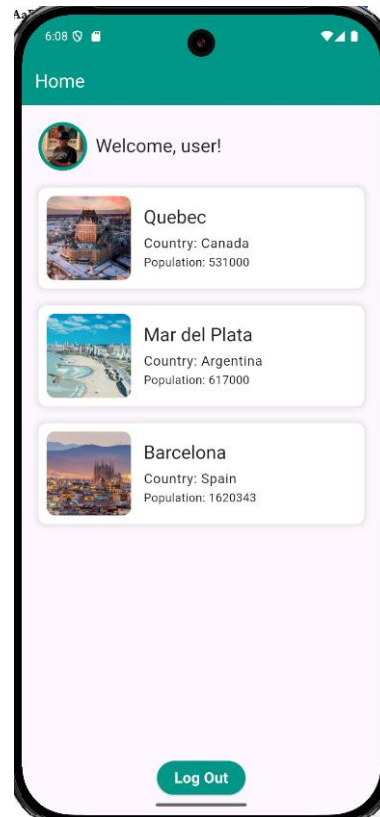 6:08
Home
Welcome, user!
Quebec
Country: Canada
Population: 531000
Mar del Plata
Country: Argentina
Population: 617000
Barcelona
Country: Spain
Population: 1620343
Log Out